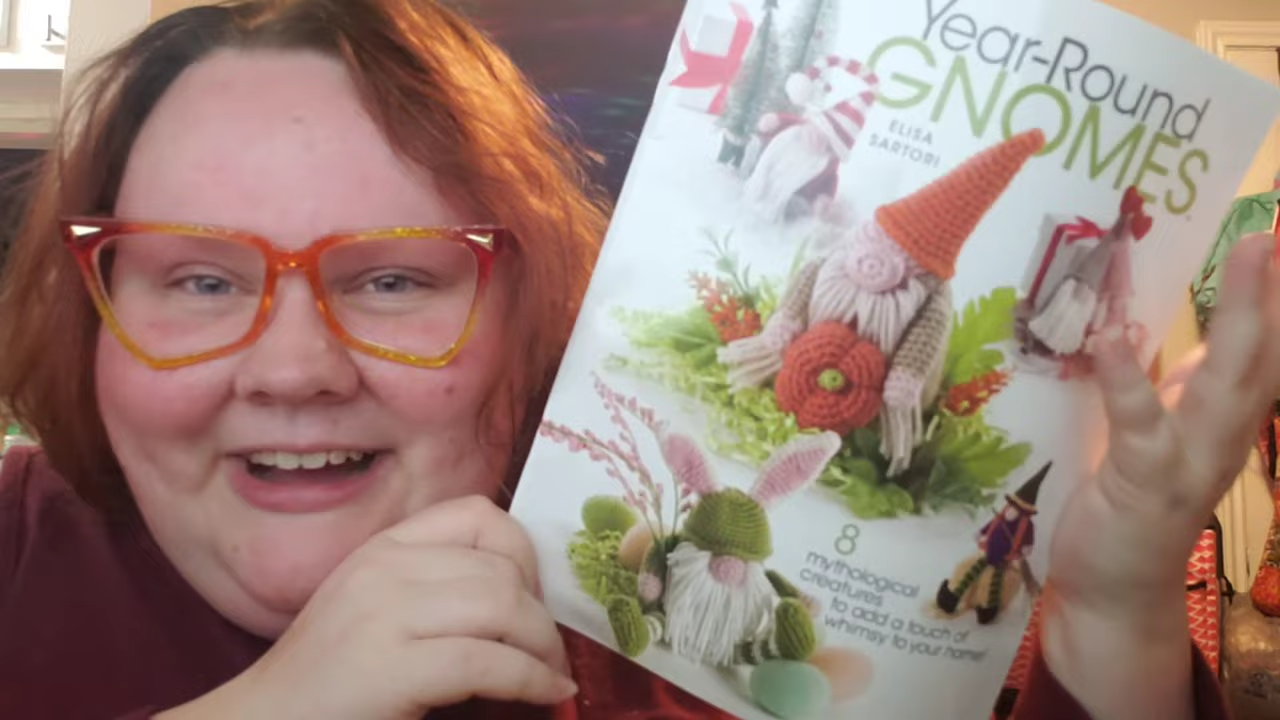 Year-Round
GNOMES
ELISA
SARTORI
8
mythological
creatures
to add a touch of
whimsy to your home!